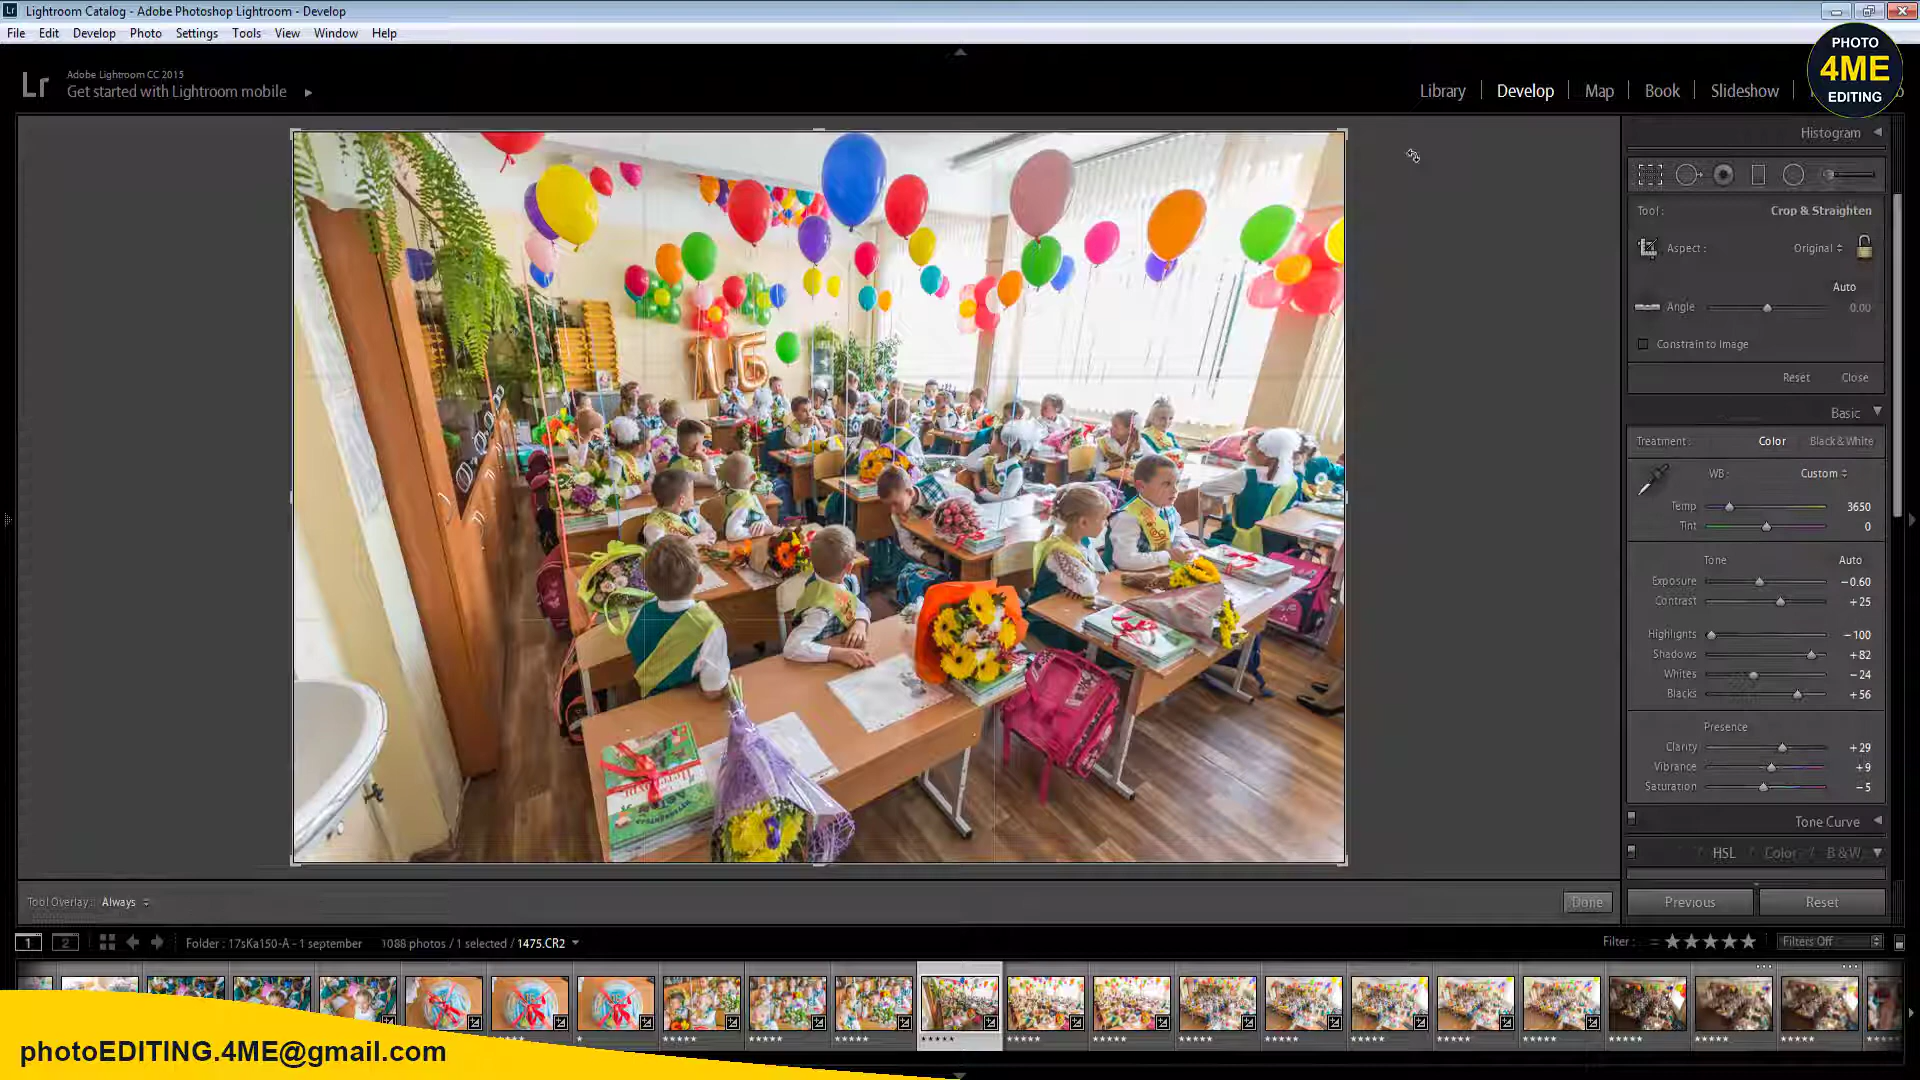 Lightroom Catalog - Adobe Photoshop Lightroom - Develop
File Edit Develop Photo Settings Tools View Window Help
PHOTO
4ME
EDITING
Lr
Adobe Lightroom CC 2015
Get started with Lightroom mobile
Library Develop Map Book Slideshow
Histogram
Tool : Crop & Straighten
Aspect : Original
Auto
Angle 0.00
Constrain to Image
Reset Close
Basic
Treatment : Color Black & White
WB : Custom
Temp 3650
Tint 0
Tone Auto
Exposure -0.60
Contrast +25
Highlights -100
Shadows +82
Whites -24
Blacks +56
Presence
Clarity +29
Vibrance +9
Saturation -5
Tone Curve
HSL / Color / B & W
16
Tool Overlay : Always
Done
Previous Reset
1 2 Folder : 17sKa150-A - 1 september 1088 photos / 1 selected / 1475.CR2
Filter : Filters Off
photoEDITING.4ME@gmail.com